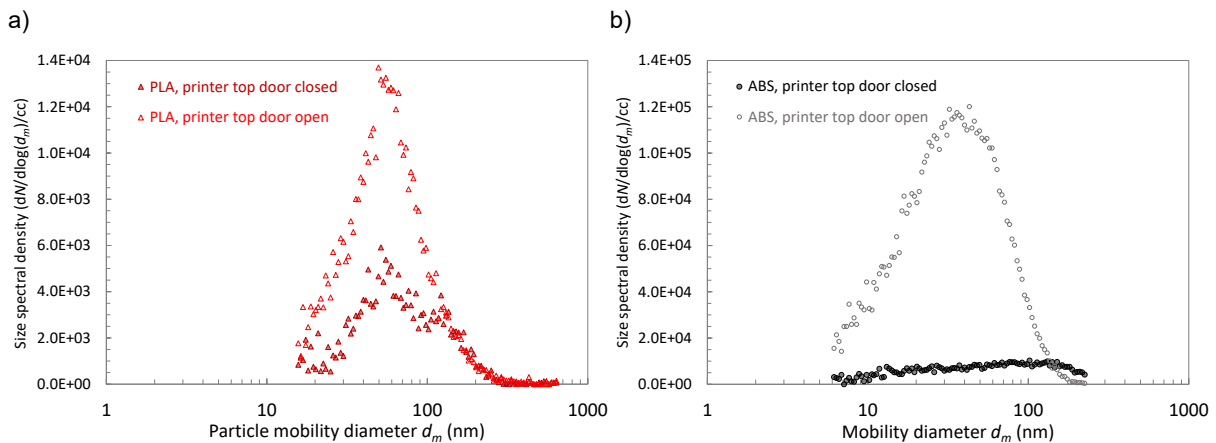 a)
Size spectral density (dN/dlog(dm)/cc)
1.4E+04
1.2E+04
1.0E+04
8.0E+03
6.0E+03
4.0E+03
2.0E+03
0.0E+00
PLA, printer top door closed
PLA, printer top door open
1
10
100
1000
Particle mobility diameter dm (nm)
b)
Size spectral density (dN/dlog(dm)/cc)
1.4E+05
1.2E+05
1.0E+05
8.0E+04
6.0E+04
4.0E+04
2.0E+04
0.0E+00
ABS, printer top door closed
ABS, printer top door open
1
10
100
1000
Mobility diameter dm (nm)